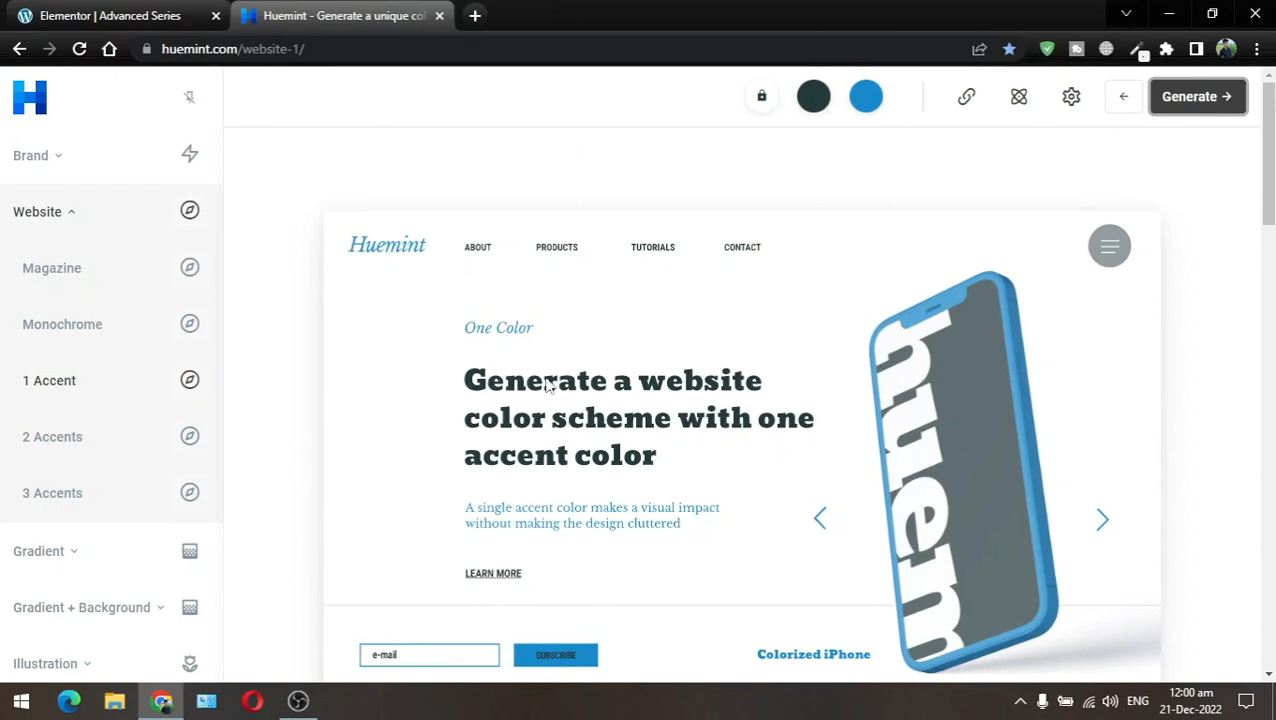 Elementor | Advanced Series
Huemint - Generate a unique col
huemint.com/website-1/
Generate
Brand
Website
Magazine
Monochrome
1 Accent
2 Accents
3 Accents
Gradient
Gradient + Background
Illustration
Huemint
ABOUT
PRODUCTS
TUTORIALS
CONTACT
One Color
Generate a website
color scheme with one
accent color
A single accent color makes a visual impact
without making the design cluttered
LEARN MORE
huem
e-mail
SUBSCRIBE
Colorized iPhone
ENG
12:00 am
21-Dec-2022